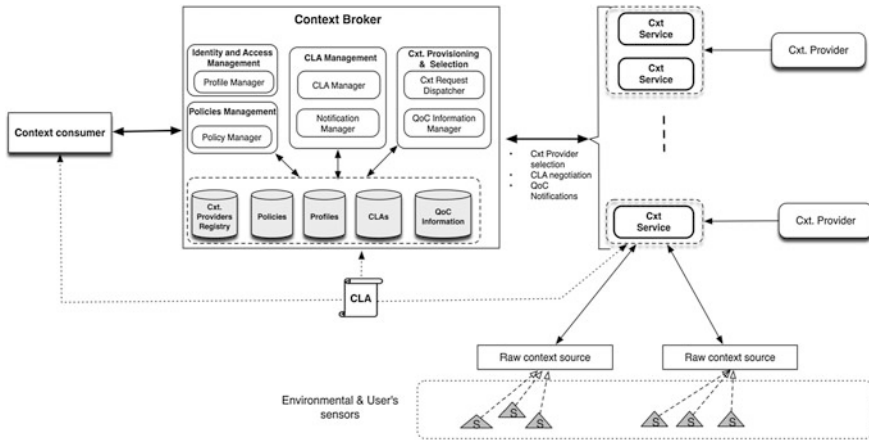 Context Broker
Identity and Access
Management
Profile Manager
Policies Management
Policy Manager
CLA Management
CLA Manager
Notification
Manager
Cxt. Provisioning
& Selection
Cxt Request
Dispatcher
QoC Information
Manager
Context consumer
Cxt.
Providers
Registry
Policies
Profiles
CLAs
QoC
Information
CLA
• Cxt Provider
selection
• CLA negotiation
• QoC
Notifications
Cxt
Service
Cxt
Service
Cxt. Provider
Cxt
Service
Cxt. Provider
Raw context source
Raw context source
Environmental & User's
sensors
S
S
S
S
S
S